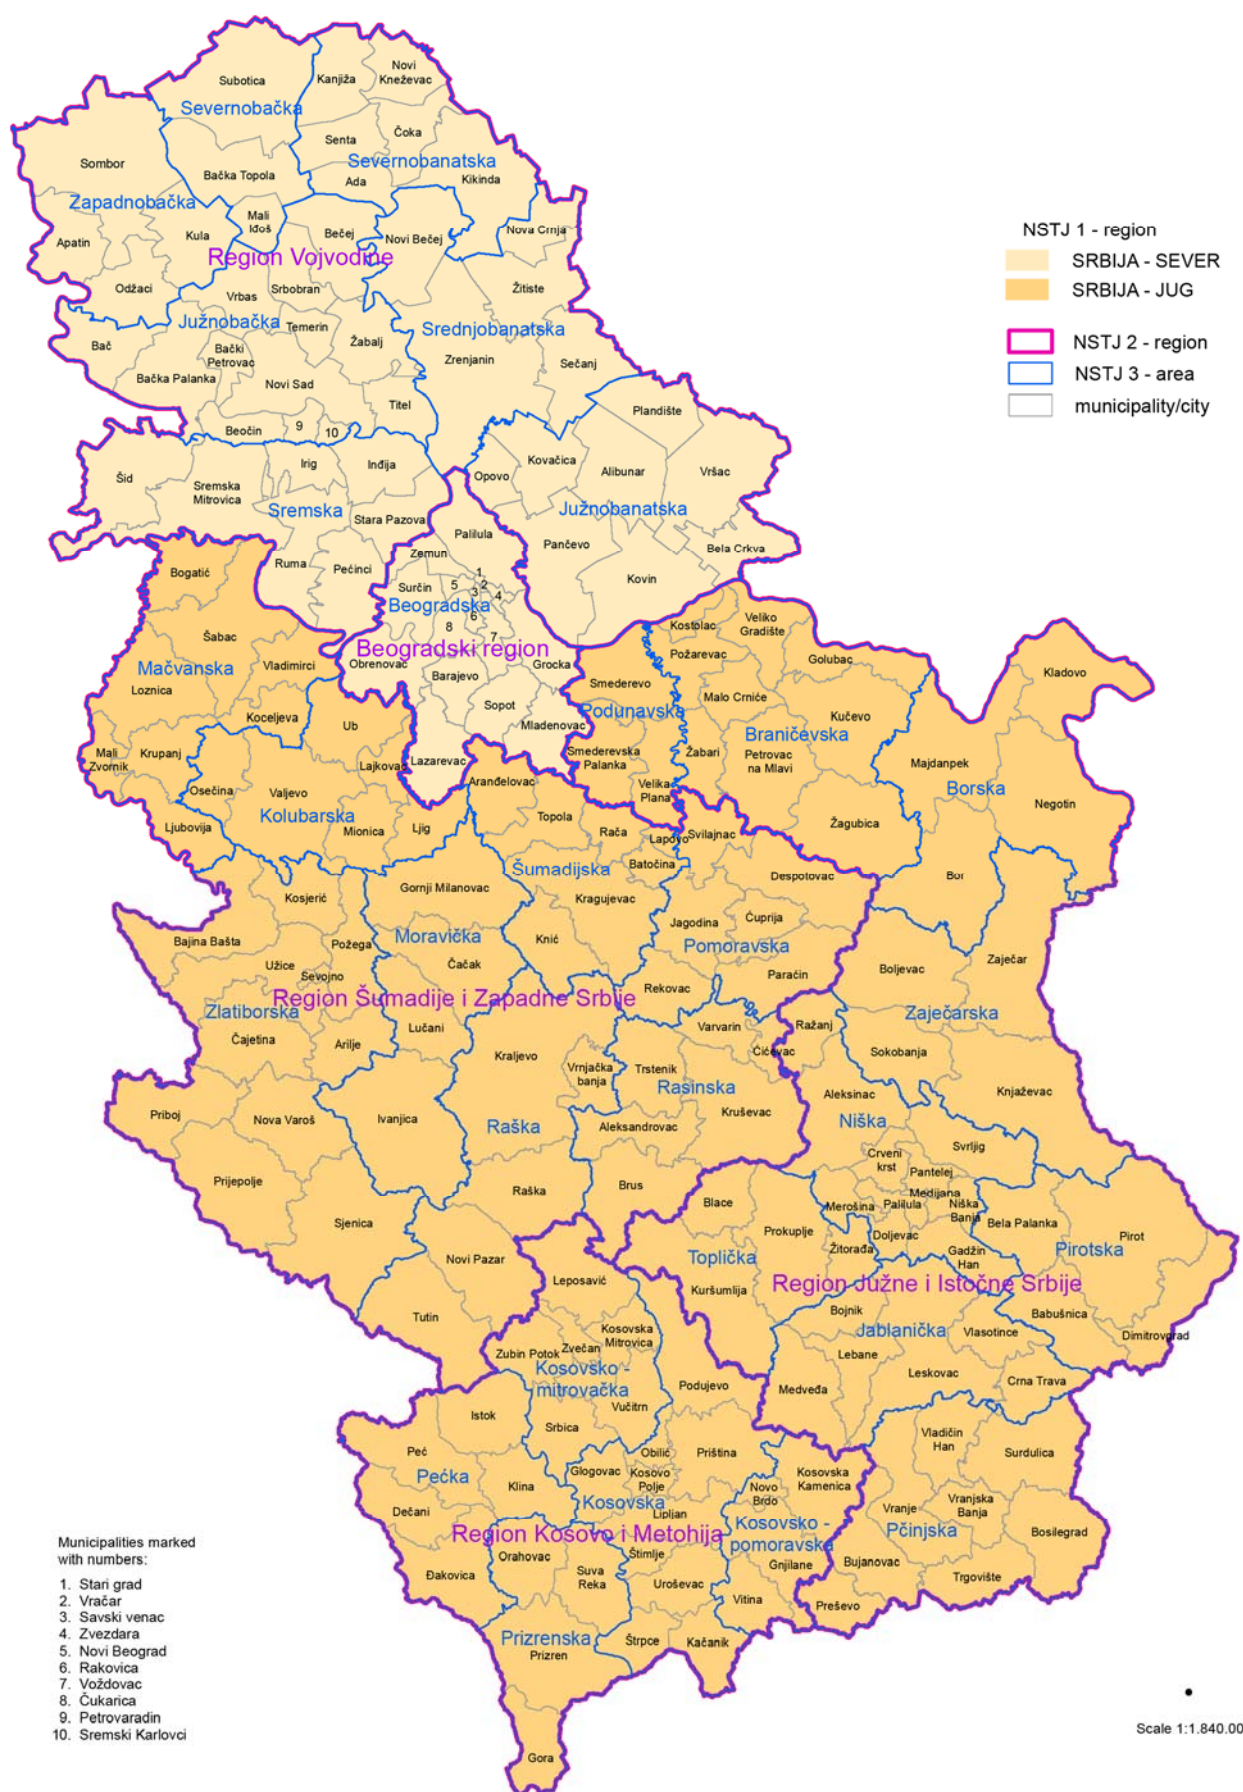 Novi
Kneževac
Subotica
Kanjiža
Severnobačka
Senta
Čoka
Sombor
Severnobanatska
Bačka Topola
Ada
Kikinda
Zapadnobačka
Mali
Iđoš
Apatin
Kula
Bečej
Novi Bečej
Nova Crnja
Region Vojvodine
Odžaci
Vrbas
Srbobran
Žitište
Južnobačka
Temerin
Srednjobanatska
Bač
Bački
Petrovac
Žabalj
Zrenjanin
Sečanj
Bačka Palanka
Novi Sad
Titel
Plandište
Beočin
9
10
Šid
Irig
Inđija
Kovačica
Opovo
Alibunar
Vršac
Sremska
Mitrovica
Sremska
Stara Pazova
Južnobanatska
Palilula
Pančevo
Bela Crkva
Zemun
Ruma
Pećinci
Kovin
Bogatić
Surčin
1
5
2
3
4
Beogradska
6
8
7
Kostolac
Veliko
Gradište
Šabac
Beogradski region
Požarevac
Golubac
Mačvanska
Vladimirci
Obrenovac
Grocka
Barajevo
Smederevo
Kladovo
Loznica
Malo Crniće
Koceljeva
Ub
Sopot
Podunavska
Kučevo
Mladenovac
Braničevska
Mali
Zvornik
Krupanj
Lajkovac
Lazarevac
Smederevska
Palanka
Žabari
Petrovac
na Mlavi
Majdanpek
Osečina
Valjevo
Aranđelovac
Velika
Plana
Borska
Negotin
Kolubarska
Topola
Ljubovija
Mionica
Ljig
Rača
Lapovo
Svilajnac
Žagubica
Šumadijska
Batočina
Gornji Milanovac
Despotovac
Bor
Kosjerić
Kragujevac
Jagodina
Ćuprija
Bajina Bašta
Požega
Moravička
Knić
Pomoravska
Užice
Sevojno
Čačak
Paraćin
Boljevac
Zaječar
Region Šumadije i Zapadne Srbije
Rekovac
Zlatiborska
Zaječarska
Čajetina
Arilje
Lučani
Varvarin
Ražanj
Kraljevo
Ćićevac
Sokobanja
Vrnjačka
banja
Trstenik
Rasinska
Aleksinac
Knjaževac
Priboj
Nova Varoš
Ivanjica
Kruševac
Niška
Raška
Aleksandrovac
Svrljig
Crveni
krst
Prijepolje
Raška
Brus
Pantelej
Blace
Medijana
Merošina
Palilula
Niška
Banja
Sjenica
Prokuplje
Bela Palanka
Doljevac
Pirot
Žitorađa
Toplička
Gadžin
Han
Pirotska
Novi Pazar
Leposavić
Kuršumlija
Region Južne i Istočne Srbije
Tutin
Bojnik
Babušnica
Jablanička
Vlasotince
Dimitrovgrad
Kosovska
Mitrovica
Zubin Potok
Zvečan
Lebane
Kosovsko -
mitrovačka
Podujevo
Medveđa
Leskovac
Crna Trava
Istok
Vučitrn
Srbica
Peć
Obilić
Priština
Vladičin
Han
Surdulica
Pećka
Klina
Glogovac
Kosovo
Polje
Kosovska
Kamenica
Novo
Brdo
Dečani
Kosovska
Lipljan
Vranje
Vranjska
Banja
Region Kosovo i Metohija
Kosovsko -
pomoravska
Pčinjska
Bosilegrad
Orahovac
Štimlje
Gnjilane
Bujanovac
Đakovica
Suva
Reka
Uroševac
Trgovište
Vitina
Preševo
Prizrenska
Štrpce
Kačanik
Prizren
Gora
NSTJ 1 - region
SRBIJA - SEVER
SRBIJA - JUG
NSTJ 2 - region
NSTJ 3 - area
municipality/city
Municipalities marked
with numbers:
1. Stari grad
2. Vračar
3. Savski venac
4. Zvezdara
5. Novi Beograd
6. Rakovica
7. Voždovac
8. Čukarica
9. Petrovaradin
10. Sremski Karlovci
Scale 1:1.840.00